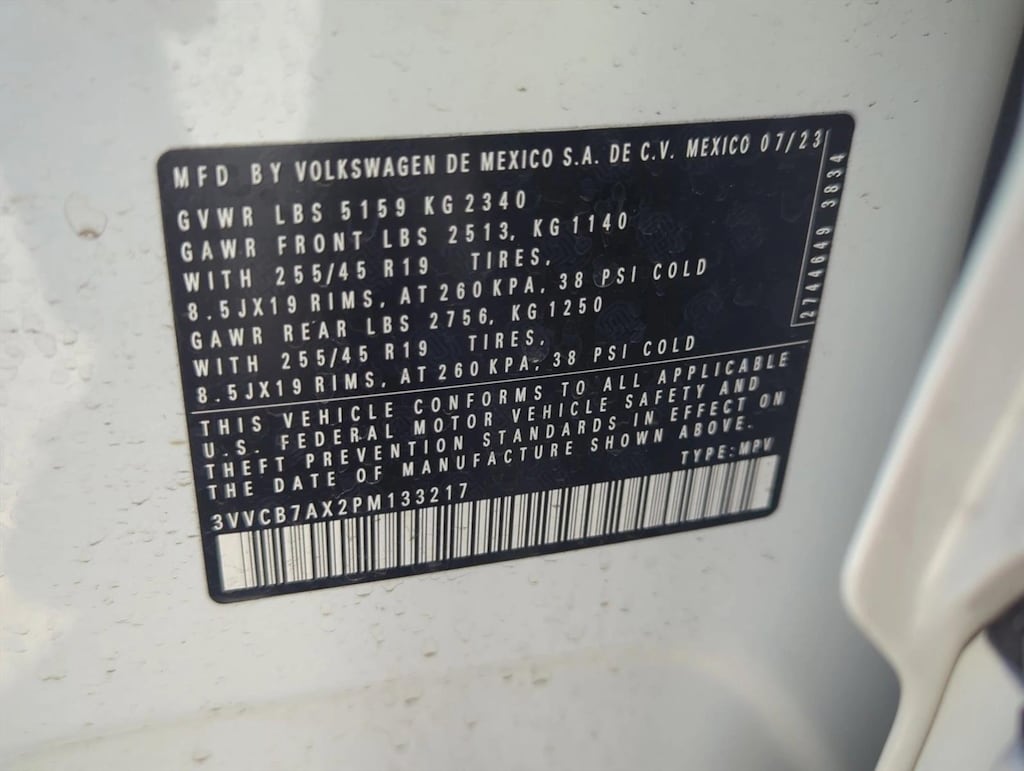 MFD BY VOLKSWAGEN DE MEXICO S.A. DE C.V. MEXICO 07/23
GVWR LBS 5159 KG 2340
GAWR FRONT LBS 2513, KG 1140
WITH 255/45 R19 TIRES,
8.5JX19 RIMS, AT 260 KPA, 38 PSI COLD
GAWR REAR LBS 2756, KG 1250
WITH 255/45 R19 TIRES,
8.5JX19 RIMS, AT 260 KPA, 38 PSI COLD
2744649 3834
THIS VEHICLE CONFORMS TO ALL APPLICABLE
U.S. FEDERAL MOTOR VEHICLE SAFETY AND
THEFT PREVENTION STANDARDS IN EFFECT ON
THE DATE OF MANUFACTURE SHOWN ABOVE.
3VVCB7AX2PM133217 TYPE: MPV